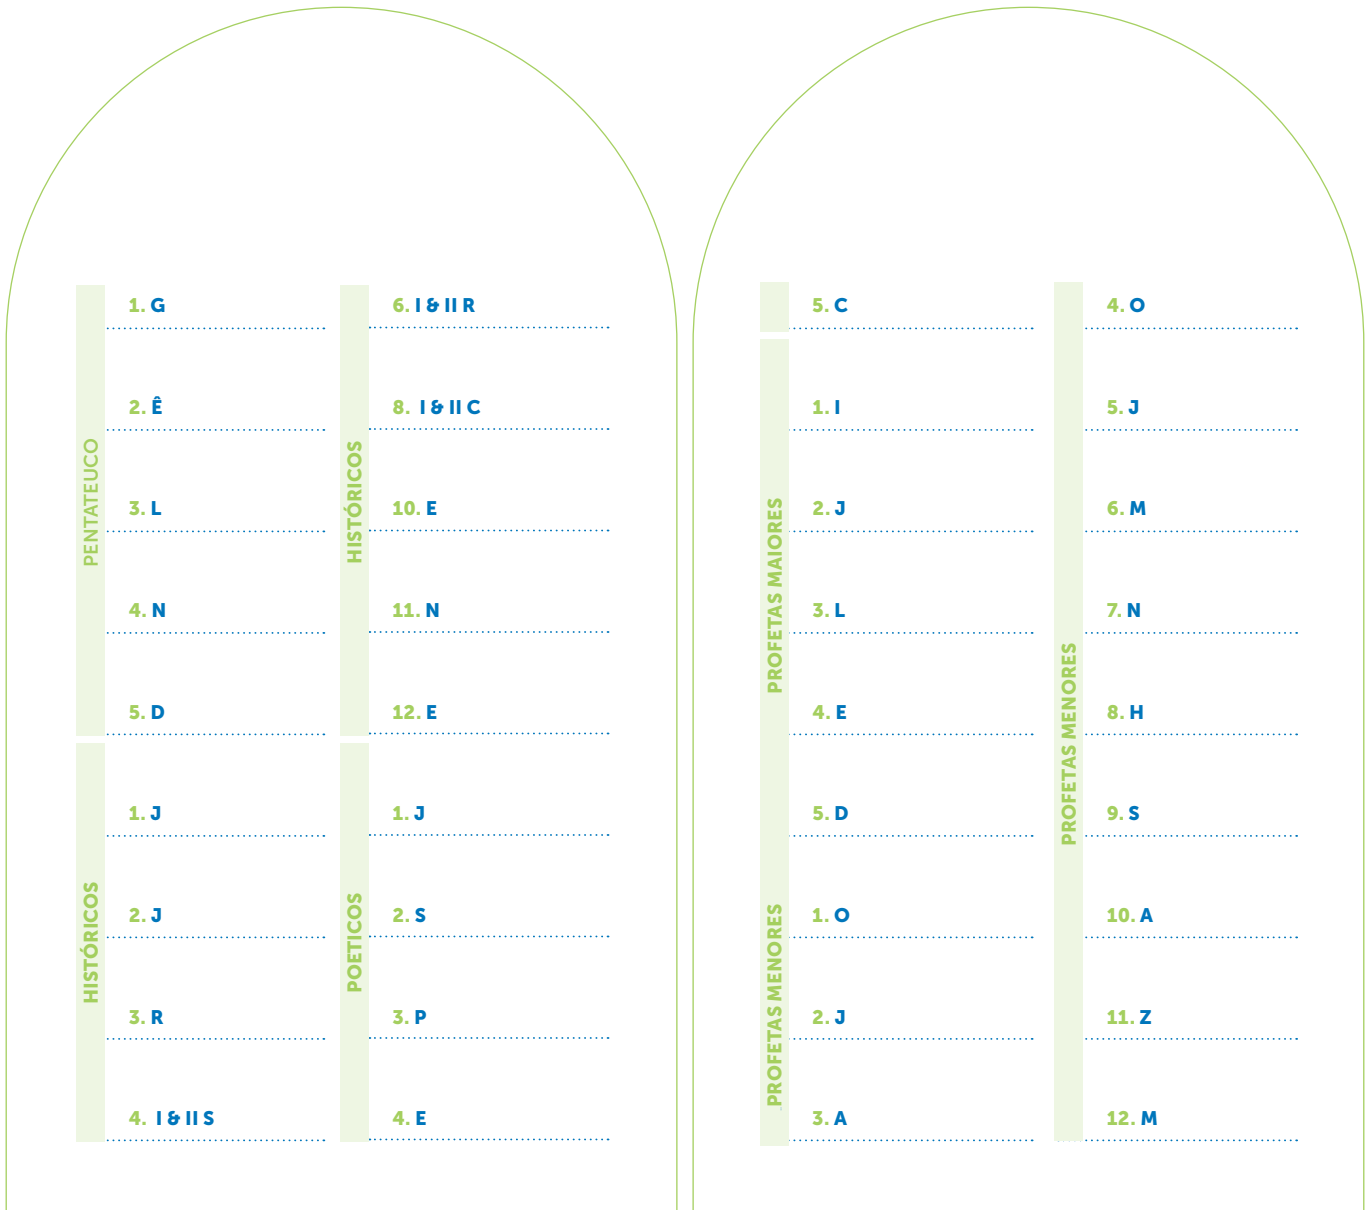 PENTATEUCO
1. G
2. Ê
3. L
4. N
5. D
HISTÓRICOS
1. J
2. J
3. R
4. I & II S
HISTÓRICOS
6. I & II R
8. I & II C
10. E
11. N
12. E
POETICOS
1. J
2. S
3. P
4. E
5. C
PROFETAS MAIORES
1. I
2. J
3. L
4. E
5. D
PROFETAS MENORES
1. O
2. J
3. A
PROFETAS MENORES
4. O
5. J
6. M
7. N
8. H
9. S
10. A
11. Z
12. M